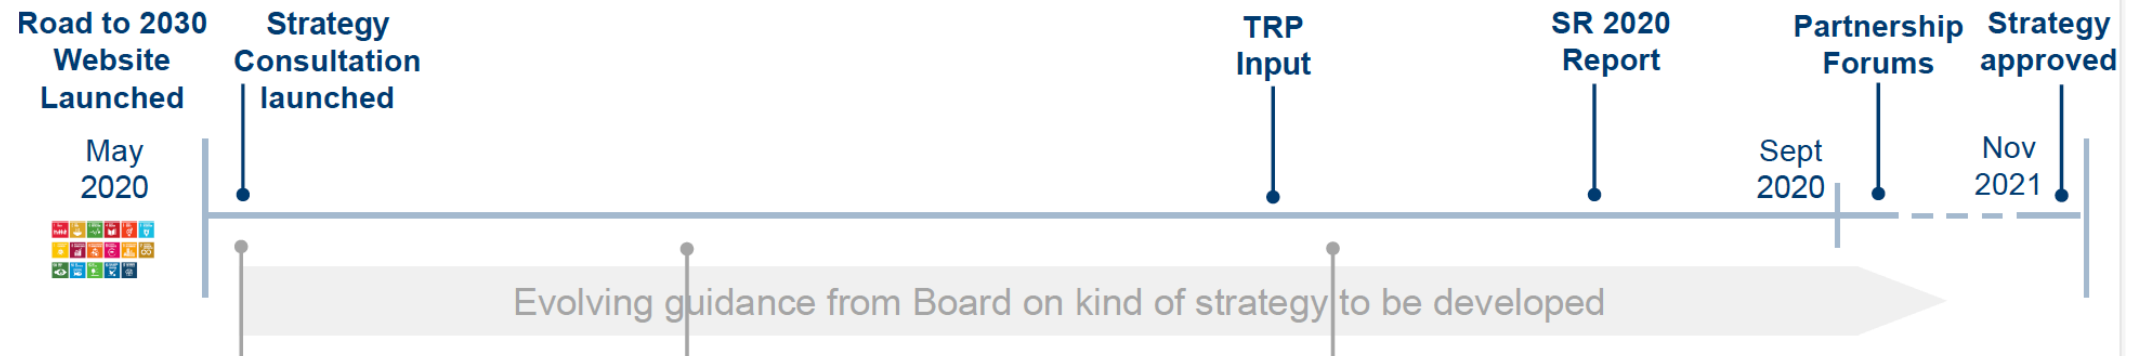 Road to 2030
Website
Launched
Strategy
Consultation
launched
TRP
Input
SR 2020
Report
Partnership
Forums
Strategy
approved
May
2020
Sept
2020
Nov
2021
Evolving guidance from Board on kind of strategy to be developed